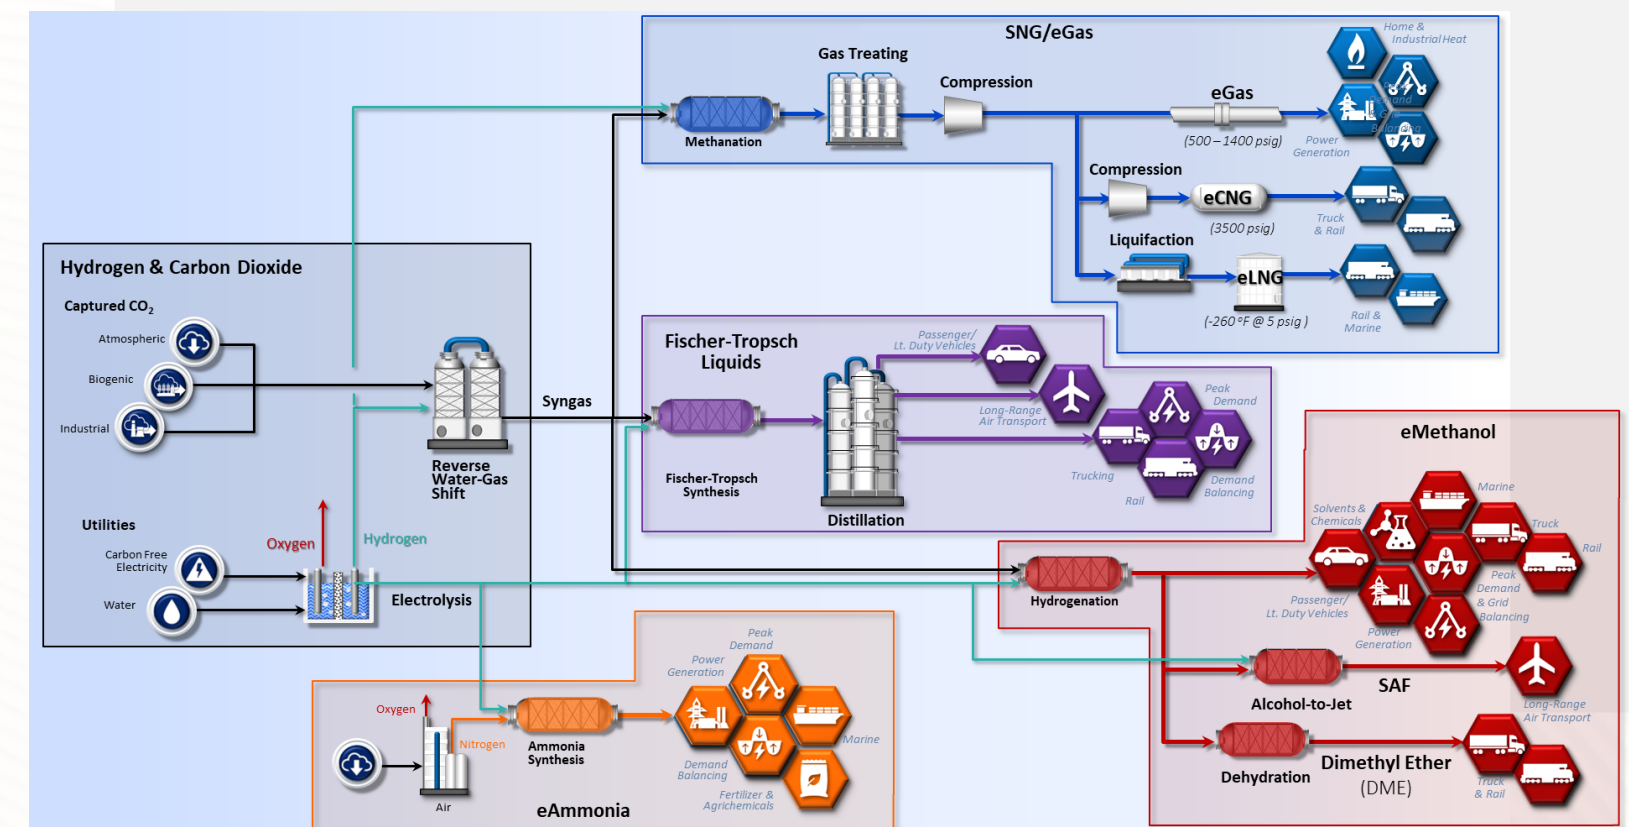 SNG/eGas
Gas Treating
Compression
Methanation
eGas
(500 – 1400 psig)
Home &
Industrial Heat
Peak
Demand
& Grid
Balancing
Power
Generation
Compression
eCNG
(3500 psig)
Truck
& Rail
Liquifaction
eLNG
(-260 ºF @ 5 psig )
Rail &
Marine
Hydrogen & Carbon Dioxide
Captured CO₂
Atmospheric
Biogenic
Industrial
Reverse
Water-Gas
Shift
Syngas
Utilities
Carbon Free
Electricity
Water
Oxygen
Hydrogen
Electrolysis
Fischer-Tropsch
Liquids
Fischer-Tropsch
Synthesis
Distillation
Passenger/
Lt. Duty Vehicles
Long-Range
Air Transport
Trucking
Rail
Peak
Demand
Demand
Balancing
eMethanol
Hydrogenation
Solvents &
Chemicals
Marine
Truck
Rail
Passenger/
Lt. Duty Vehicles
Power
Generation
Peak
Demand
& Grid
Balancing
Alcohol-to-Jet
SAF
Long-Range
Air Transport
Dehydration
Dimethyl Ether
(DME)
Truck
& Rail
Oxygen
Nitrogen
Air
Ammonia
Synthesis
Power
Generation
Peak
Demand
Marine
Demand
Balancing
Fertilizer &
Agrichemicals
eAmmonia